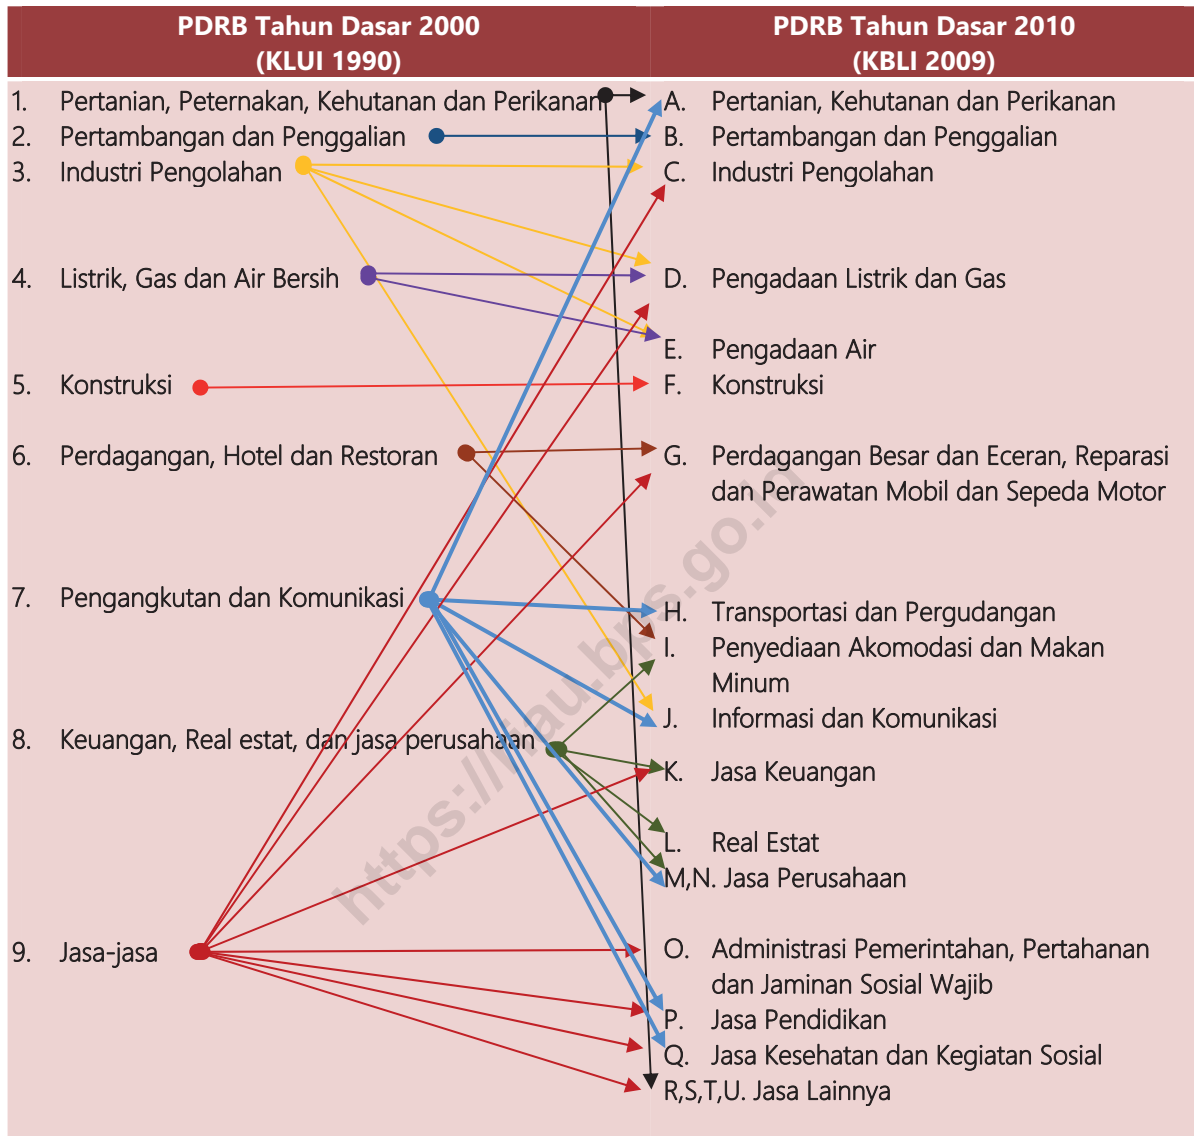 PDRB Tahun Dasar 2000
(KLUI 1990)
PDRB Tahun Dasar 2010
(KBLI 2009)
1. Pertanian, Peternakan, Kehutanan dan Perikanan
2. Pertambangan dan Penggalian
3. Industri Pengolahan
4. Listrik, Gas dan Air Bersih
5. Konstruksi
6. Perdagangan, Hotel dan Restoran
7. Pengangkutan dan Komunikasi
8. Keuangan, Real estat, dan jasa perusahaan
9. Jasa-jasa
A. Pertanian, Kehutanan dan Perikanan
B. Pertambangan dan Penggalian
C. Industri Pengolahan
D. Pengadaan Listrik dan Gas
E. Pengadaan Air
F. Konstruksi
G. Perdagangan Besar dan Eceran, Reparasi
dan Perawatan Mobil dan Sepeda Motor
H. Transportasi dan Pergudangan
I. Penyediaan Akomodasi dan Makan
Minum
J. Informasi dan Komunikasi
K. Jasa Keuangan
L. Real Estat
M,N. Jasa Perusahaan
O. Administrasi Pemerintahan, Pertahanan
dan Jaminan Sosial Wajib
P. Jasa Pendidikan
Q. Jasa Kesehatan dan Kegiatan Sosial
R,S,T,U. Jasa Lainnya
https://riau.bps.go.id